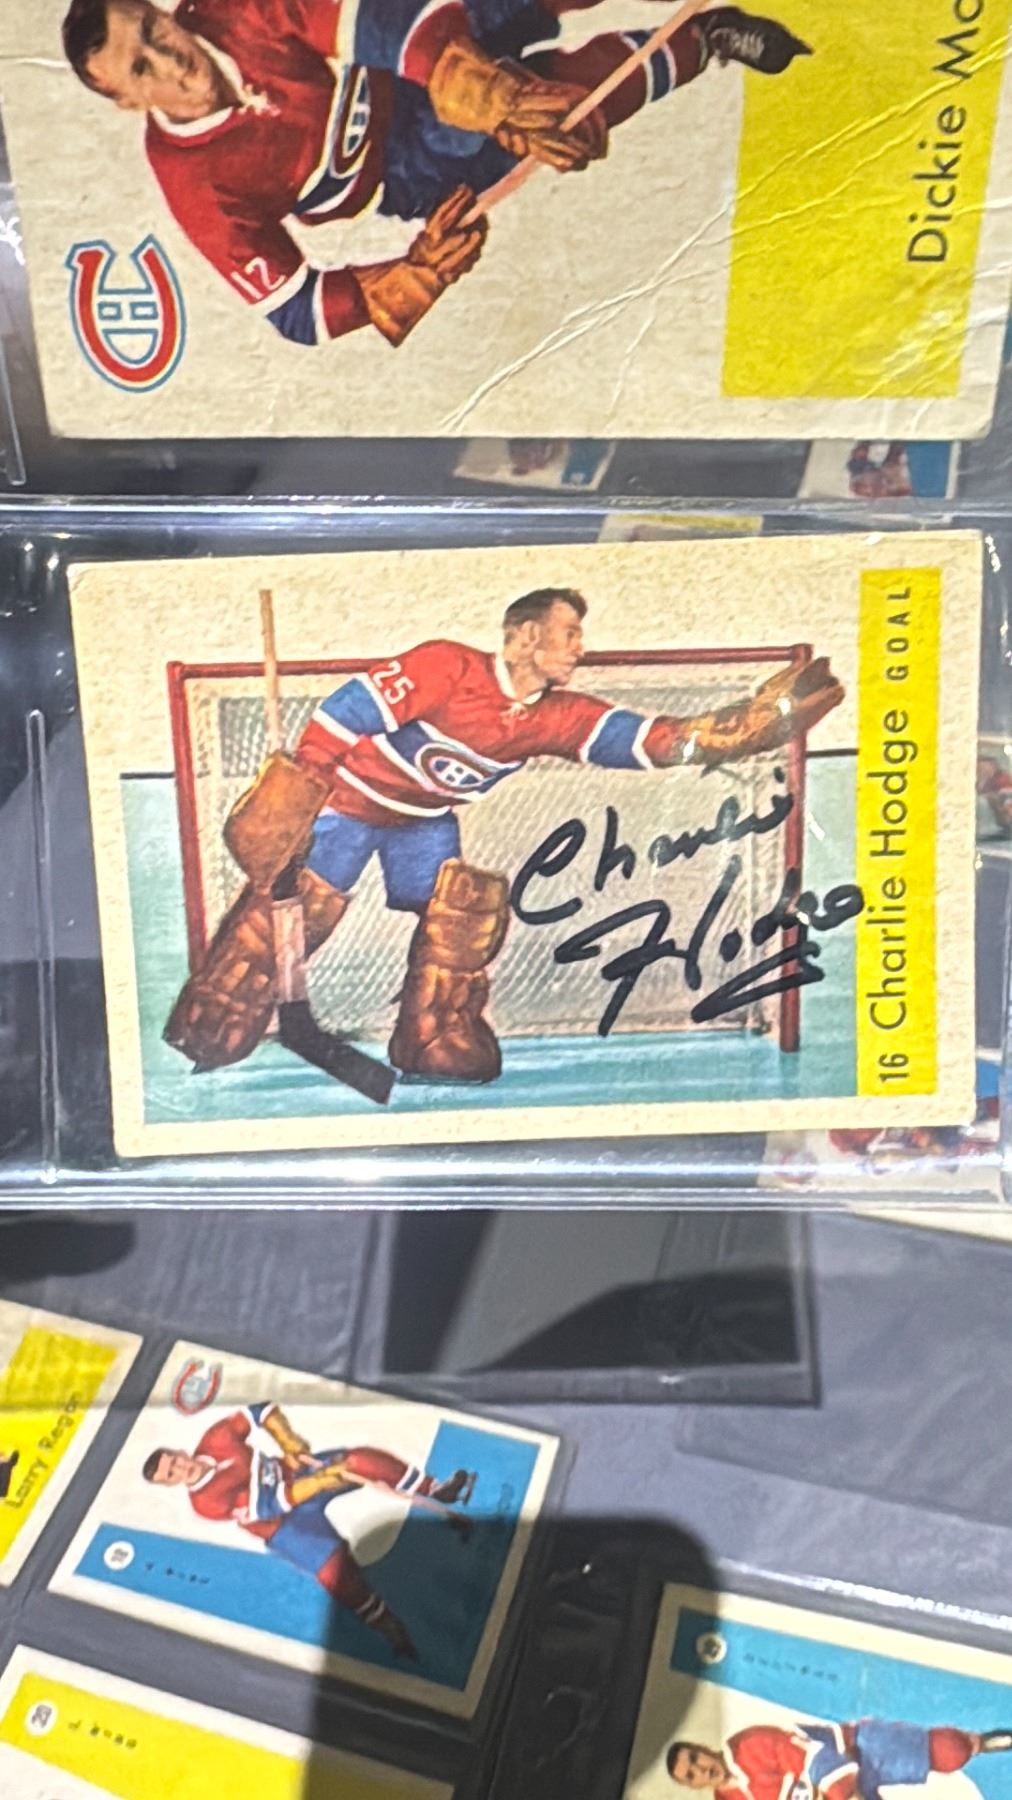 Dickie Mo
12
25
Charlie
Hodge
16 Charlie Hodge GOAL
Larry Regan